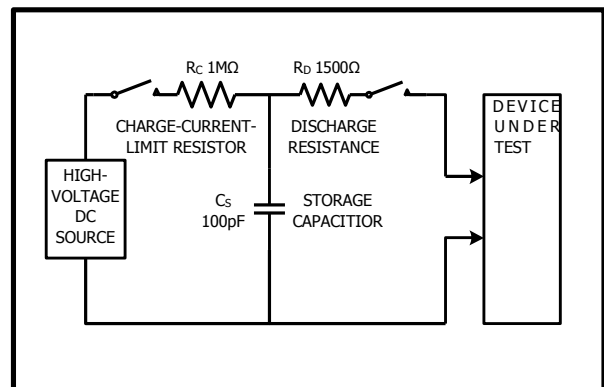 RC 1MΩ
RD 1500Ω
CHARGE-CURRENT-
LIMIT RESISTOR
DISCHARGE
RESISTANCE
DEVICE
UNDER
TEST
HIGH-
VOLTAGE
DC
SOURCE
CS
100pF
STORAGE
CAPACITIOR